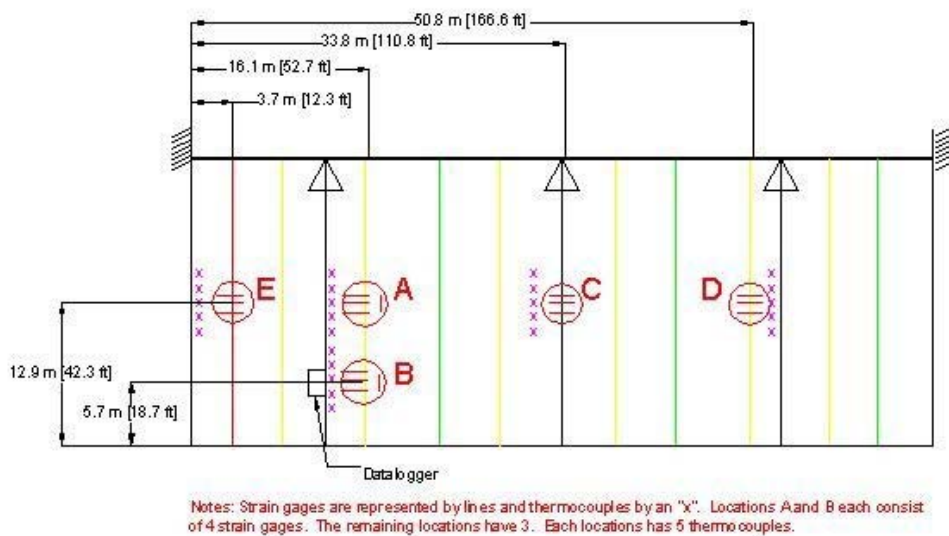 50.8 m [166.6 ft]
33.8 m [110.8 ft]
16.1 m [52.7 ft]
3.7 m [12.3 ft]
x x x x
E A C D
x x x x
x x x x
x x x x
x x x x
12.9 m [42.3 ft]
x
x
B
5.7 m [18.7 ft]
x
x
Datalogger
Notes: Strain gages are represented by lines and thermocouples by an "x". Locations A and B each consist
of 4 strain gages. The remaining locations have 3. Each locations has 5 thermocouples.